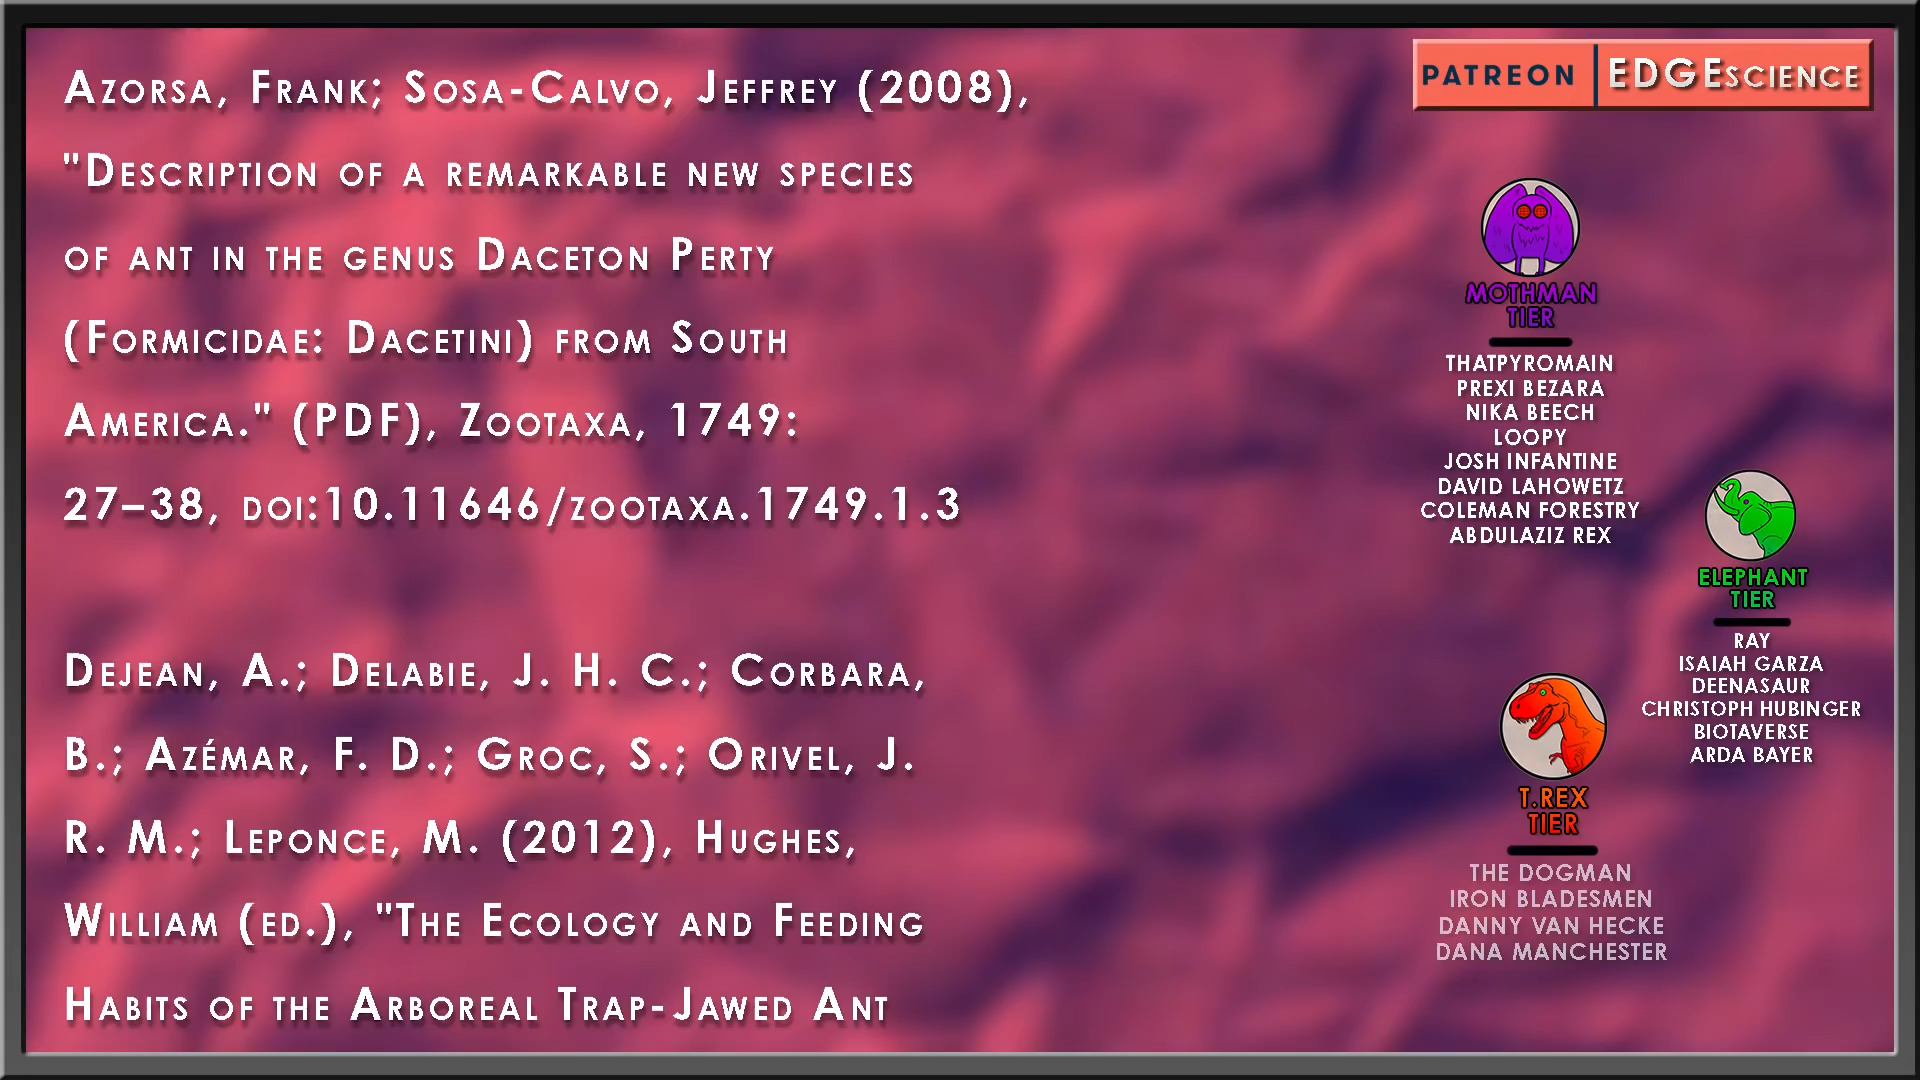 Azorsa, Frank; Sosa-Calvo, Jeffrey (2008),
"Description of a remarkable new species
of ant in the genus Daceton Perty
(Formicidae: Dacetini) from South
America." (PDF), Zootaxa, 1749:
27–38, doi:10.11646/zootaxa.1749.1.3
Dejean, A.; Delabie, J. H. C.; Corbara,
B.; Azémar, F. D.; Groc, S.; Orivel, J.
R. M.; Leponce, M. (2012), Hughes,
William (ed.), "The Ecology and Feeding
Habits of the Arboreal Trap-Jawed Ant
PATREON EDGESCIENCE
MOTHMAN
TIER
THATPYROMAIN
PREXI BEZARA
NIKA BEECH
LOOPY
JOSH INFANTINE
DAVID LAHOWETZ
COLEMAN FORESTRY
ABDULAZIZ REX
ELEPHANT
TIER
RAY
ISAIAH GARZA
DEENASAUR
CHRISTOPH HUBINGER
BIOTAVERSE
ARDA BAYER
T.REX
TIER
THE DOGMAN
IRON BLADESMEN
DANNY VAN HECKE
DANA MANCHESTER